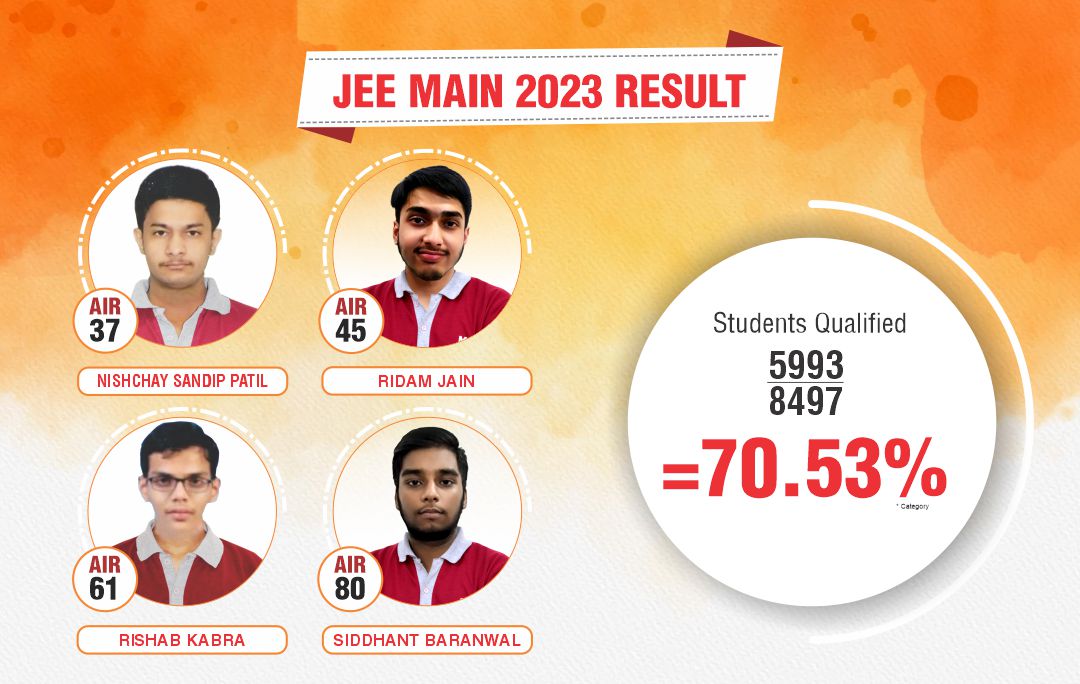 JEE MAIN 2023 RESULT
AIR
37
NISHCHAY SANDIP PATIL
AIR
45
RIDAM JAIN
AIR
61
RISHAB KABRA
AIR
80
SIDDHANT BARANWAL
Students Qualified
5993
8497
=70.53%
* Category